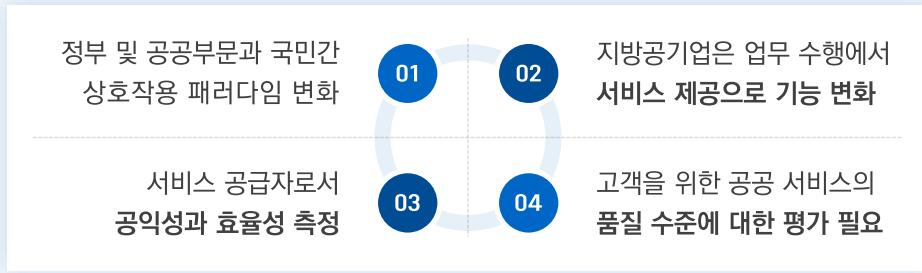 정부 및 공공부문과 국민간
상호작용 패러다임 변화
01
02
지방공기업은 업무 수행에서
서비스 제공으로 기능 변화
서비스 공급자로서
공익성과 효율성 측정
03
04
고객을 위한 공공 서비스의
품질 수준에 대한 평가 필요